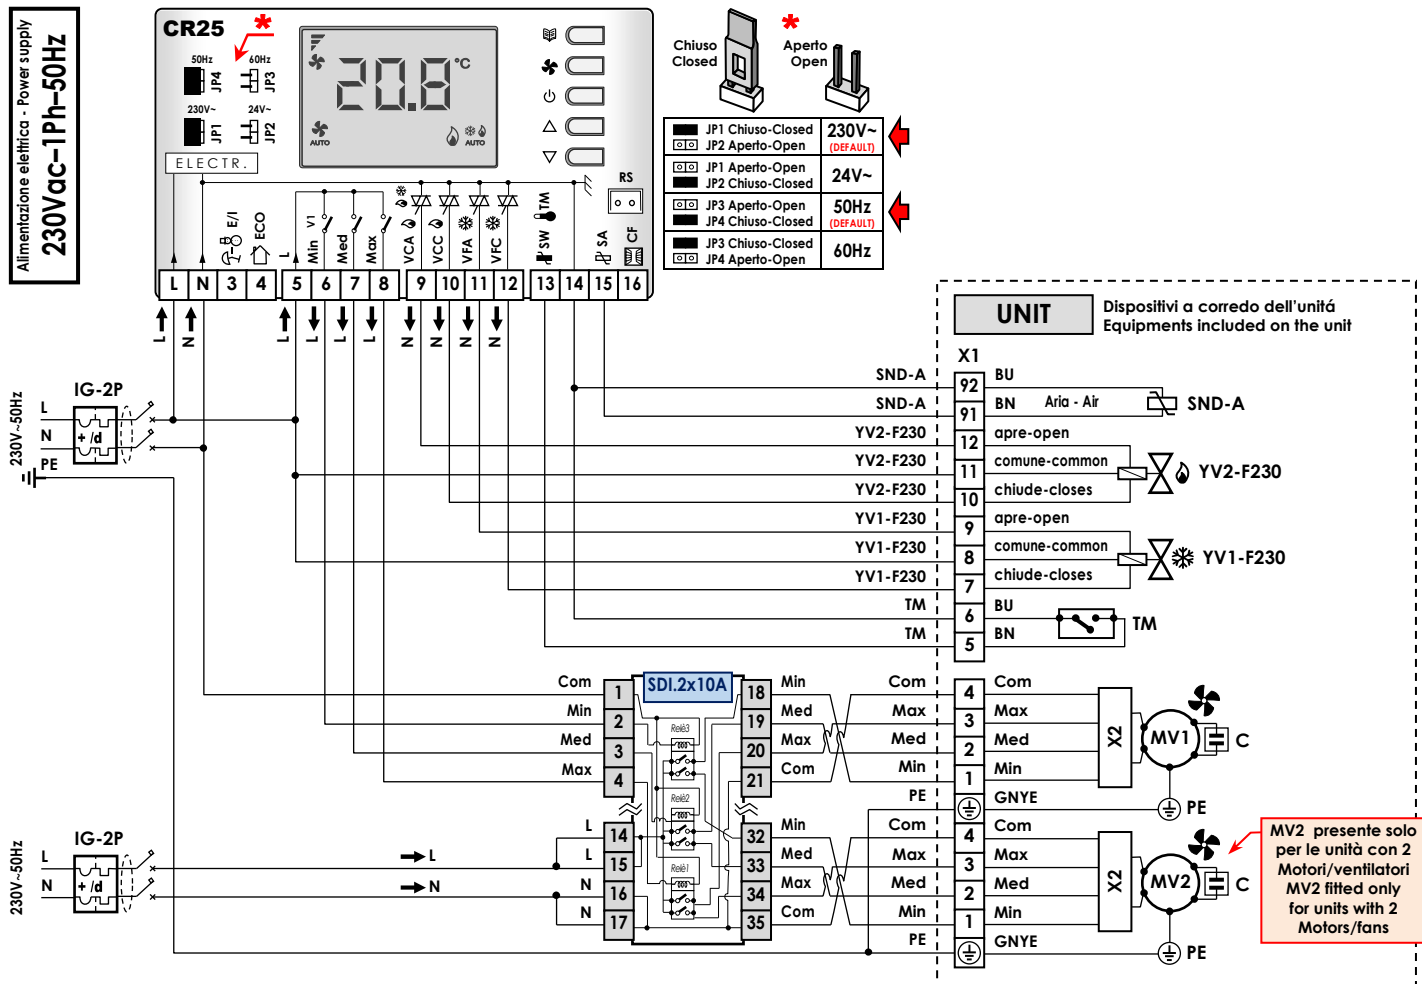 Alimentazione elettrica - Power supply
230Vac–1Ph–50Hz
CR25
*
50Hz
60Hz
JP4
JP3
230V~
24V~
JP1
JP2
ELECTR.
20.8 °C
AUTO
AUTO
RS
*
Chiuso
Closed
Aperto
Open
JP1 Chiuso-Closed
JP2 Aperto-Open
230V~
(DEFAULT)
JP1 Aperto-Open
JP2 Chiuso-Closed
24V~
JP3 Aperto-Open
JP4 Chiuso-Closed
50Hz
(DEFAULT)
JP3 Chiuso-Closed
JP4 Aperto-Open
60Hz
E/I
ECO
L
Min
V1
Med
Max
VCA
VCC
VFA
VFC
SW
TM
SA
CF
L N 3 4 5 6 7 8 9 10 11 12 13 14 15 16
L N L L L L N N N N
UNIT
Dispositivi a corredo dell'unitá
Equipments included on the unit
X1
230V~50Hz
IG-2P
L
N
+ /d
PE
SND-A 92 BU
SND-A 91 BN Aria - Air SND-A
YV2-F230 12 apre-open
YV2-F230 11 comune-common YV2-F230
YV2-F230 10 chiude-closes
YV1-F230 9 apre-open
YV1-F230 8 comune-common YV1-F230
YV1-F230 7 chiude-closes
TM 6 BU
TM 5 BN
TM
SDI.2x10A
Com 1 18 Min Com 4 Com
Min 2 19 Med Max 3 Max
Med 3 20 Max Med 2 Med
Max 4 21 Com Min 1 Min
Relè3
Relè2
Relè1
X2
MV1
C
PE GNYE PE
230V~50Hz
IG-2P
L
N
+ /d
L
N
L 14 32 Min Com 4 Com
L 15 33 Med Max 3 Max
N 16 34 Max Med 2 Med
N 17 35 Com Min 1 Min
X2
MV2
C
PE GNYE PE
MV2 presente solo
per le unità con 2
Motori/ventilatori
MV2 fitted only
for units with 2
Motors/fans